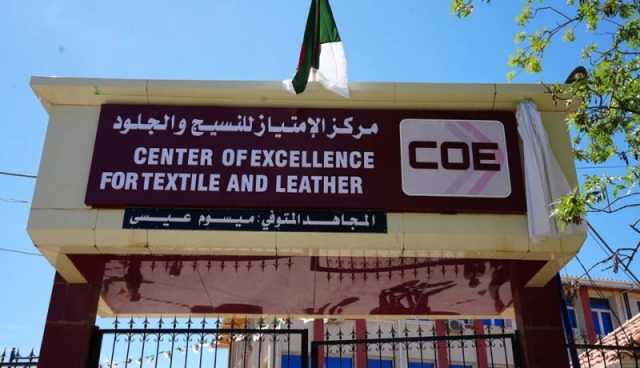 مركز الإمتياز للنسيج والجلود
CENTER OF EXCELLENCE
FOR TEXTILE AND LEATHER
COE
المجاهد المتوفي: ميسوم عيسى